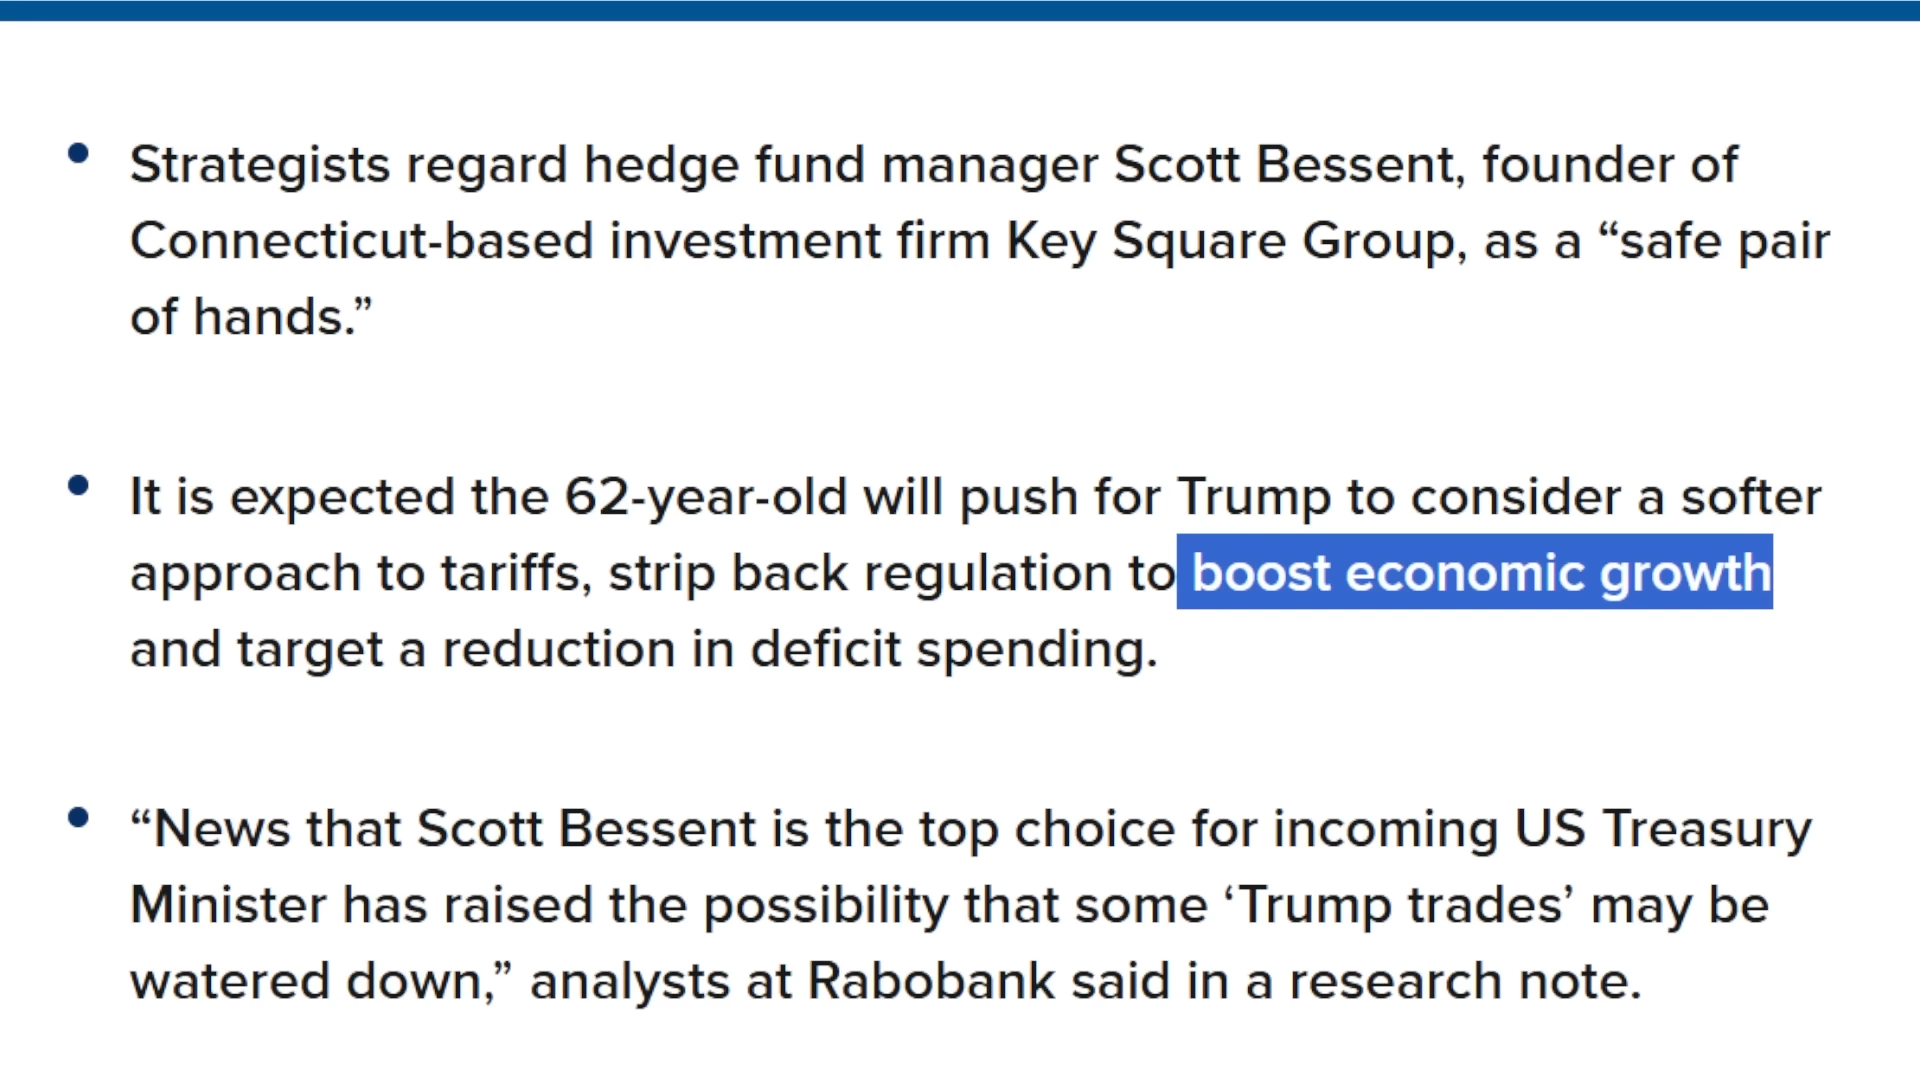 Strategists regard hedge fund manager Scott Bessent, founder of
Connecticut-based investment firm Key Square Group, as a “safe pair
of hands.”
It is expected the 62-year-old will push for Trump to consider a softer
approach to tariffs, strip back regulation to boost economic growth
and target a reduction in deficit spending.
“News that Scott Bessent is the top choice for incoming US Treasury
Minister has raised the possibility that some ‘Trump trades’ may be
watered down,” analysts at Rabobank said in a research note.